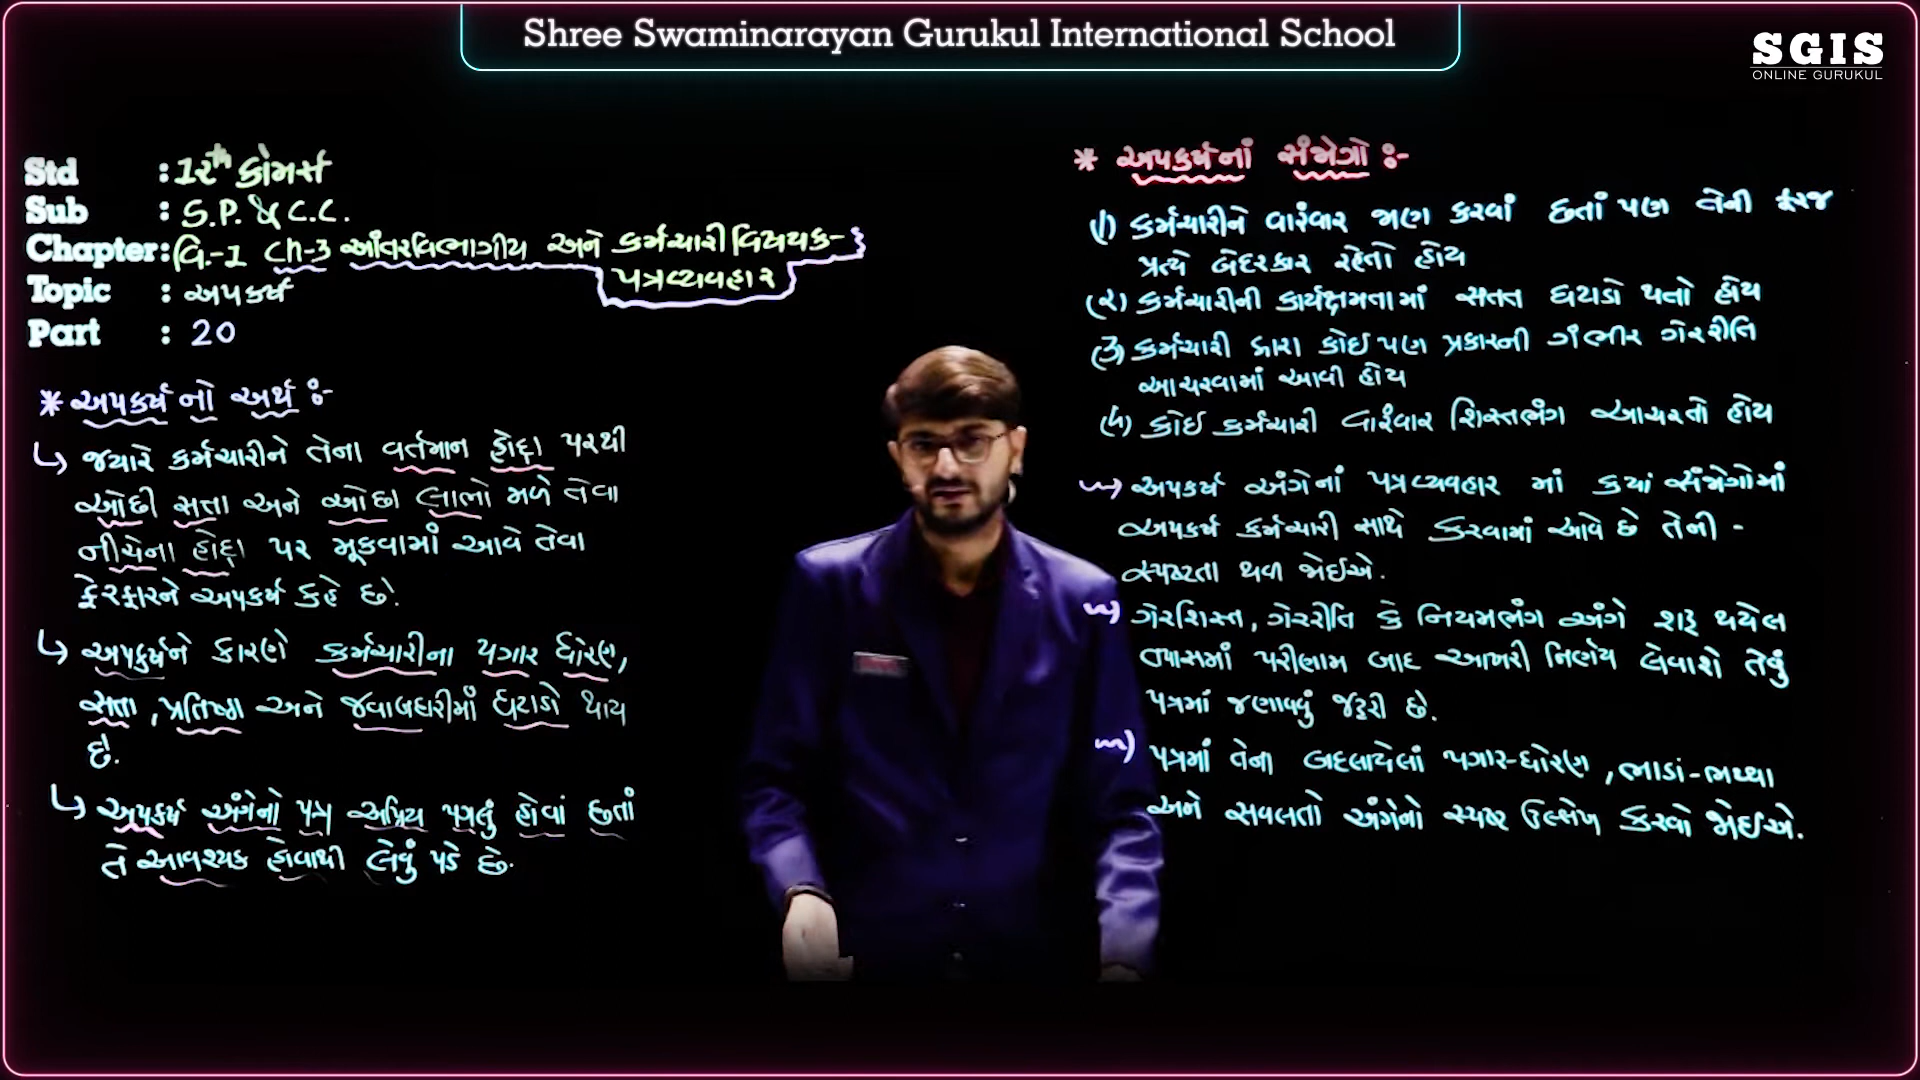 Shree Swaminarayan Gurukul International School
SGIS
ONLINE GURUKUL
Std : 12th કોમર્સ
Sub : S.P. & C.C.
Chapter: વિ.-1 Ch-3 આંતરવિભાગીય અને કર્મચારી વિષયક-
પત્રવ્યવહાર
Topic : અપકર્ષ
Part : 20
* અપકર્ષ નો અર્થ :-
↳ જયારે કર્મચારીને તેના વર્તમાન હોદ્દા પરથી
ઓછી સત્તા અને ઓછા લાભો મળે તેવા
નીચેના હોદ્દા પર મૂકવામાં આવે તેવા
ફેરફારને અપકર્ષ કહે છે.
↳ અપકર્ષને કારણે કર્મચારીના પગાર ધોરણ,
સત્તા, પ્રતિષ્ઠા અને જવાબદારીમાં ઘટાડો થાય
છે.
↳ અપકર્ષ અંગેનો પત્ર અપ્રિય પગલું હોવાં છતાં
તે આવશ્યક હોવાથી લેવું પડે છે.
* અપકર્ષનાં સંજોગો :-
(1) કર્મચારીને વારંવાર જાણ કરવાં છતાં પણ તેની ફરજ
પ્રત્યે બેદરકાર રહેતો હોય
(૨) કર્મચારીની કાર્યક્ષમતામાં સતત ઘટાડો થતો હોય
(૩) કર્મચારી દ્વારા કોઈ પણ પ્રકારની ગંભીર ગેરરીતિ
આચરવામાં આવી હોય
(૪) કોઈ કર્મચારી વારંવાર શિસ્તભંગ આચરતો હોય
અપકર્ષ અંગેનાં પત્રવ્યવહાર માં કયાં સંજોગોમાં
અપકર્ષ કર્મચારી સાથે કરવામાં આવે છે તેની -
સ્પષ્ટતા થવી જોઈએ.
ગેરશિસ્ત, ગેરરીતિ કે નિયમભંગ અંગે શરૂ થયેલ
તપાસમાં પરીણામ બાદ આખરી નિર્ણય લેવાશે તેવું
પત્રમાં જણાવવું જરૂરી છે.
પત્રમાં તેના બદલાયેલાં પગાર-ધોરણ, ભાડાં-ભથ્થા
અને સવલતો અંગેનો સ્પષ્ટ ઉલ્લેખ કરવો જોઈએ.